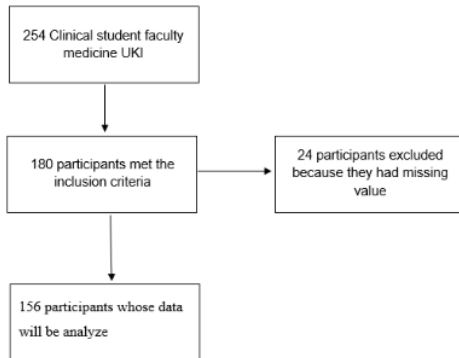 254 Clinical student faculty
medicine UKI
180 participants met the
inclusion criteria
24 participants excluded
because they had missing
value
156 participants whose data
will be analyze